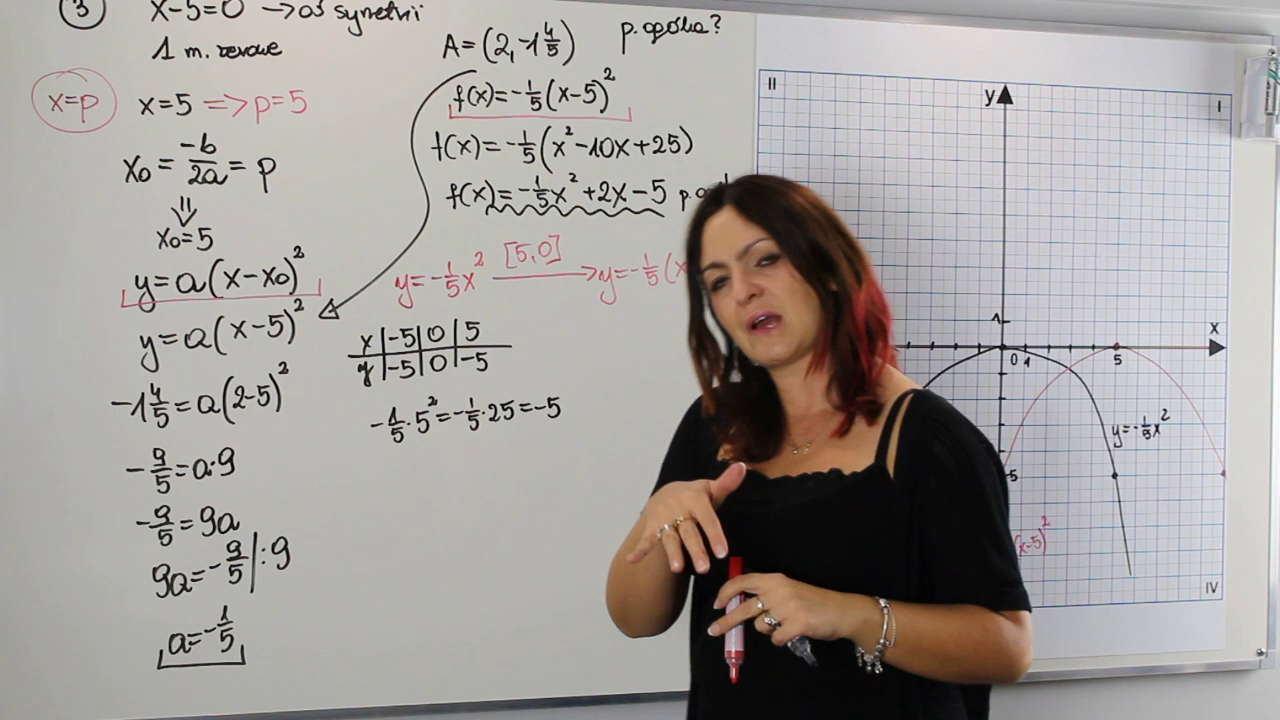 3
x-5=0 → oś symetrii
1 m. zerowe
x=p
x=5 => p=5
x₀ = -b/2a = p
⇓
x₀=5
y=a(x-x₀)²
y=a(x-5)²
-1 4/5 = a(2-5)²
-9/5 = a·9
-9/5 = 9a
9a = -9/5 | :9
a = -1/5
A = (2, -1 4/5) p. ogólna?
f(x) = -1/5(x-5)²
f(x) = -1/5(x²-10x+25)
f(x) = -1/5x²+2x-5 p.
y = -1/5x² [5,0] → y = -1/5(x
x | -5 | 0 | 5
y | -5 | 0 | -5
-1/5·5² = -1/5·25 = -5
II
y
I
1
x
0
1
5
y = -1/5x²
-5
(x-5)²
IV